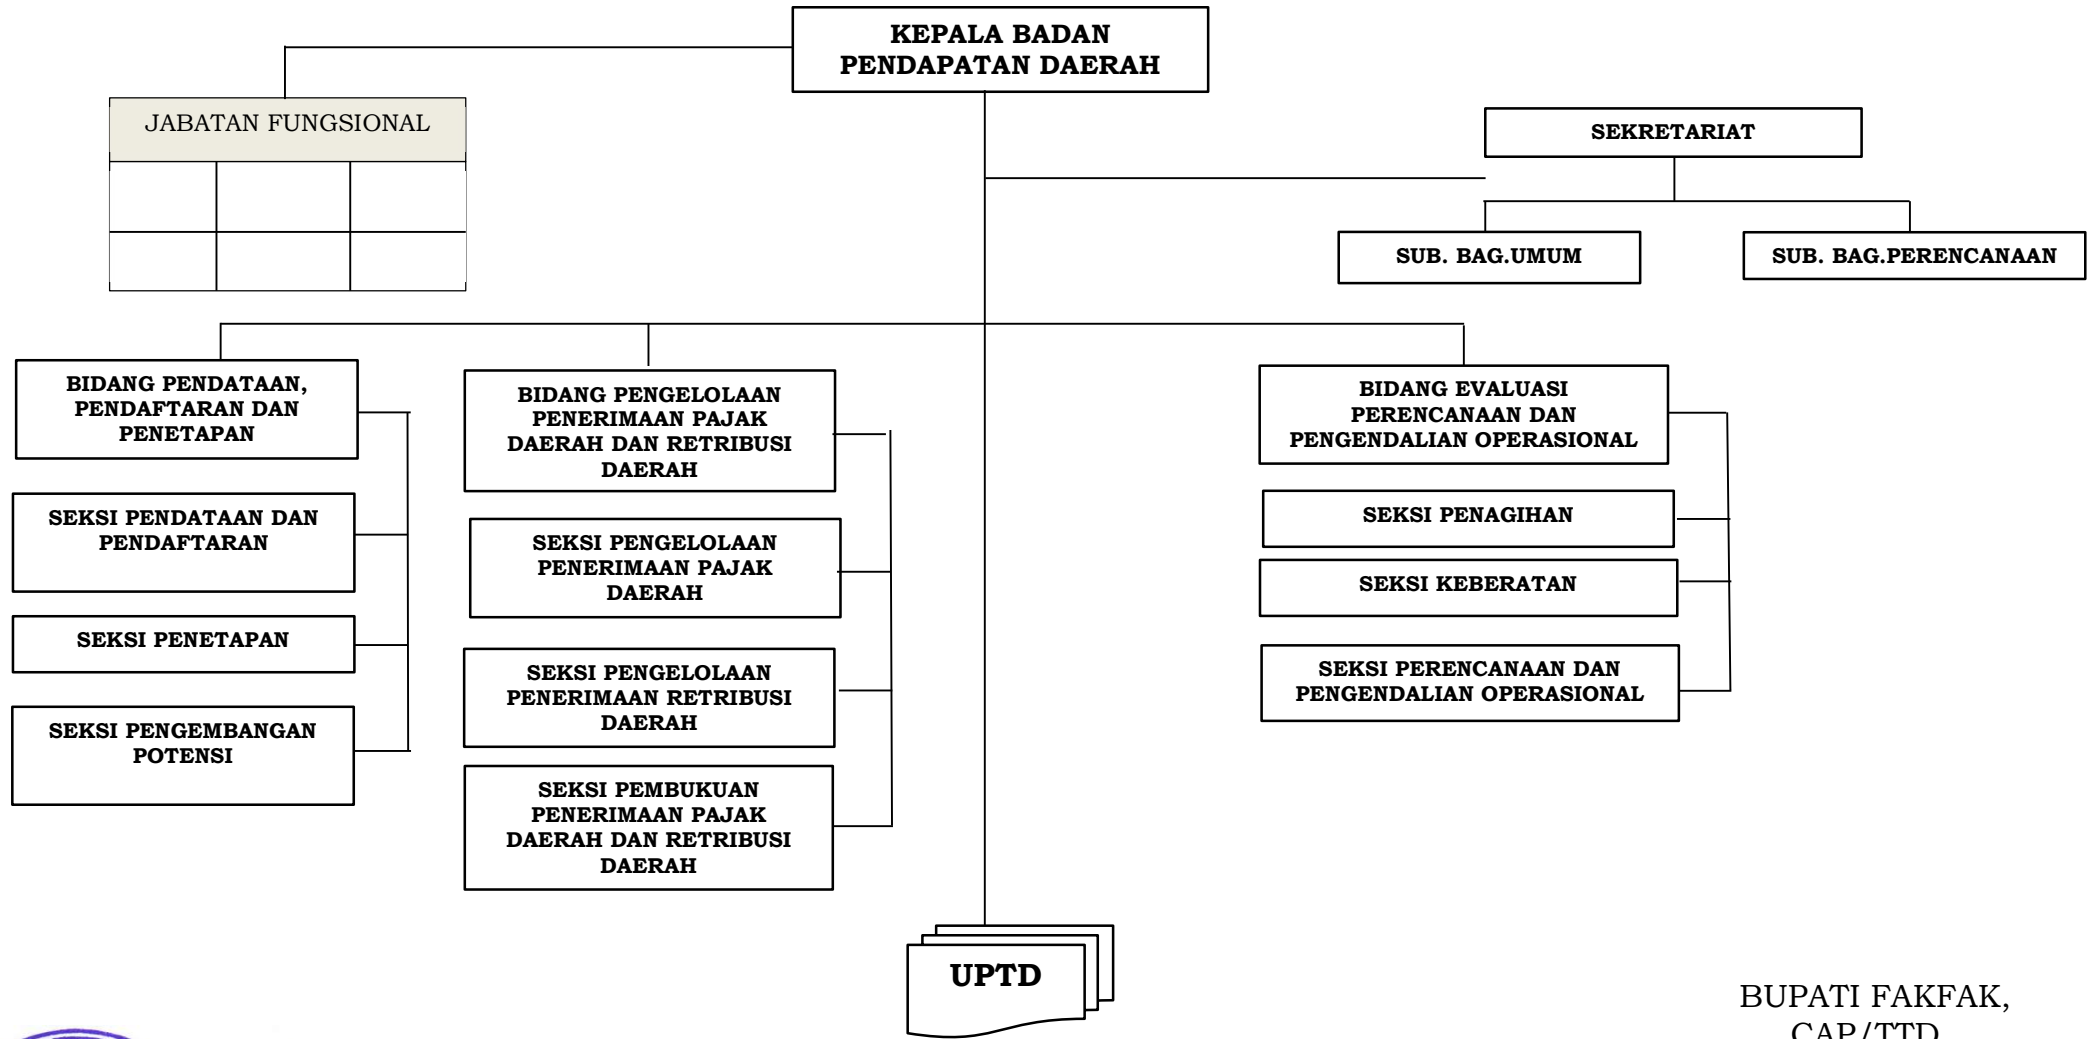 KEPALA BADAN
PENDAPATAN DAERAH
JABATAN FUNGSIONAL
SEKRETARIAT
SUB. BAG.UMUM
SUB. BAG.PERENCANAAN
BIDANG PENDATAAN,
PENDAFTARAN DAN
PENETAPAN
SEKSI PENDATAAN DAN
PENDAFTARAN
SEKSI PENETAPAN
SEKSI PENGEMBANGAN
POTENSI
BIDANG PENGELOLAAN
PENERIMAAN PAJAK
DAERAH DAN RETRIBUSI
DAERAH
SEKSI PENGELOLAAN
PENERIMAAN PAJAK
DAERAH
SEKSI PENGELOLAAN
PENERIMAAN RETRIBUSI
DAERAH
SEKSI PEMBUKUAN
PENERIMAAN PAJAK
DAERAH DAN RETRIBUSI
DAERAH
BIDANG EVALUASI
PERENCANAAN DAN
PENGENDALIAN OPERASIONAL
SEKSI PENAGIHAN
SEKSI KEBERATAN
SEKSI PERENCANAAN DAN
PENGENDALIAN OPERASIONAL
UPTD
BUPATI FAKFAK,
CAP/TTD